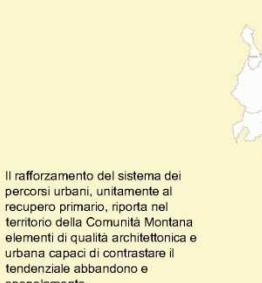 Il rafforzamento del sistema dei
percorsi urbani, unitamente al
recupero primario, riporta nel
territorio della Comunità Montana
elementi di qualità architettonica e
urbana capaci di contrastare il
tendenziale abbandono e